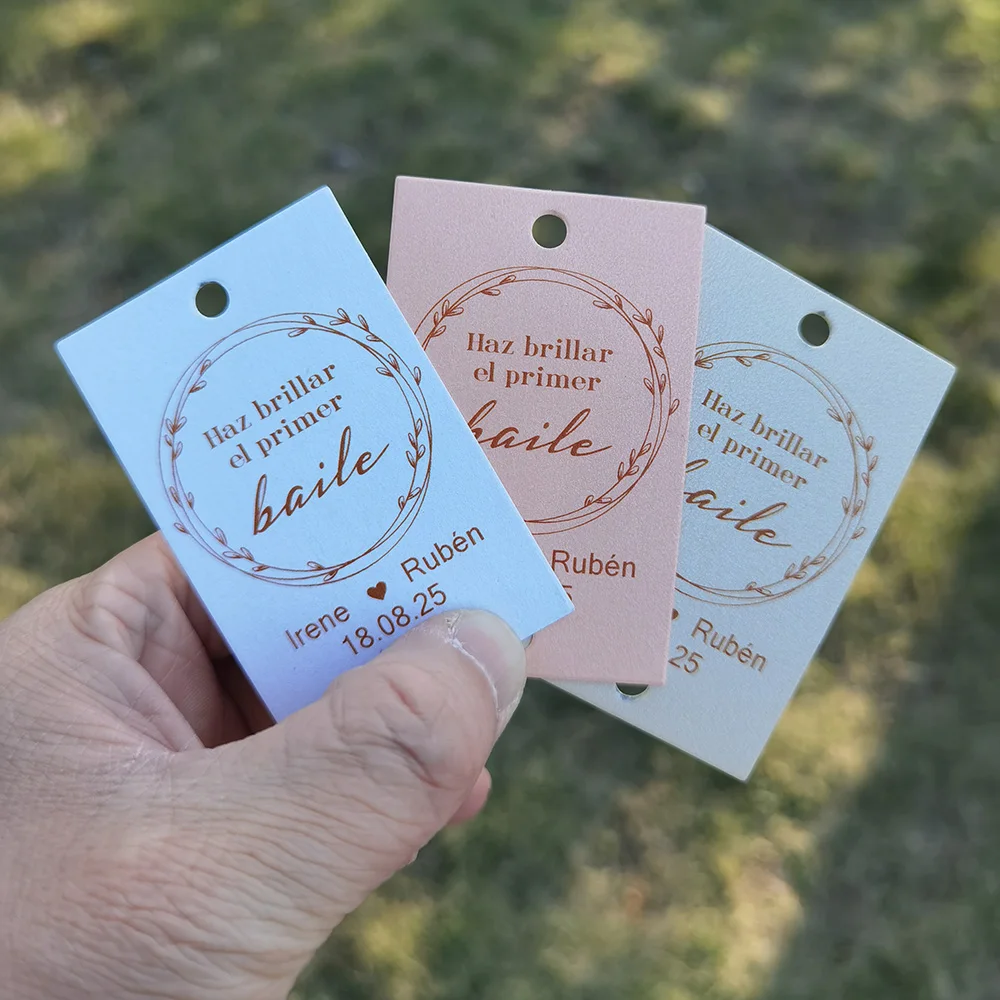 Haz brillar
el primer
baile
Irene ♥ Rubén
18.08.25
Haz brillar
el primer
baile
Rubén
Haz brillar
el primer
baile
♥ Rubén
25